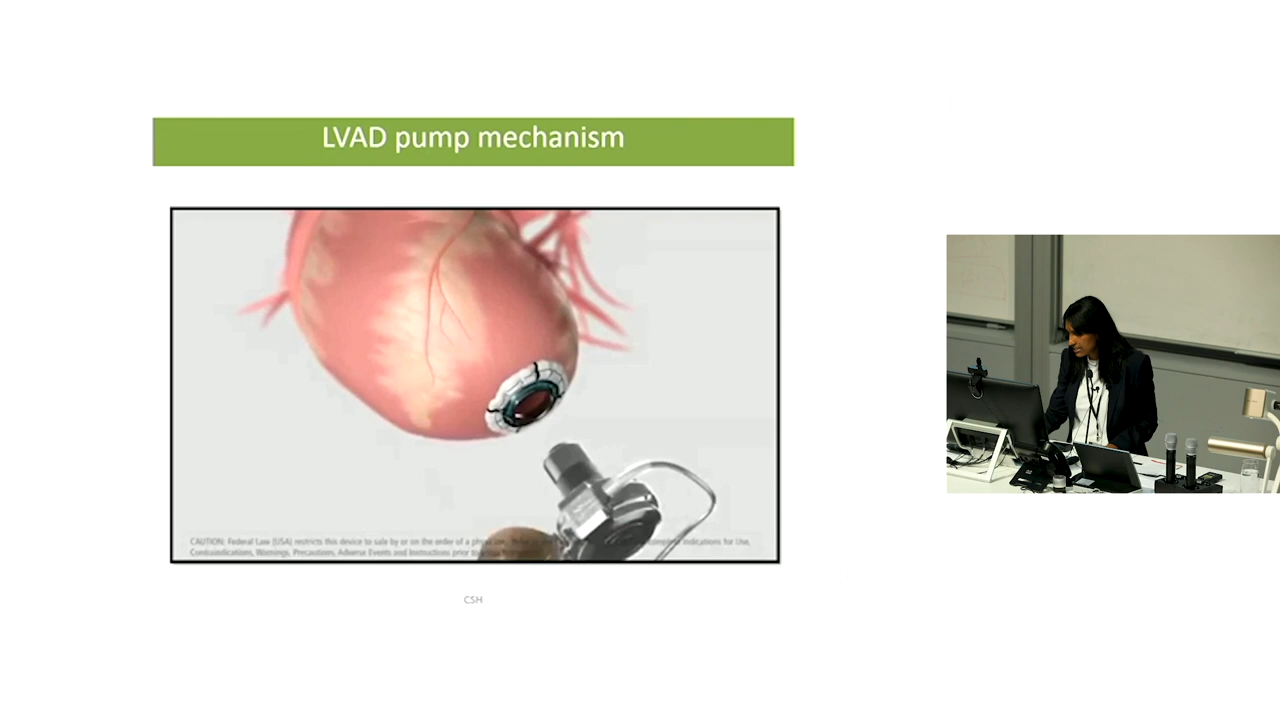 LVAD pump mechanism
CAUTION: Federal Law (USA) restricts this device to sale by or on the order of a complete indications for Use,
Contraindications, Warnings, Precautions, Adverse Events and Instructions prior to
CSH